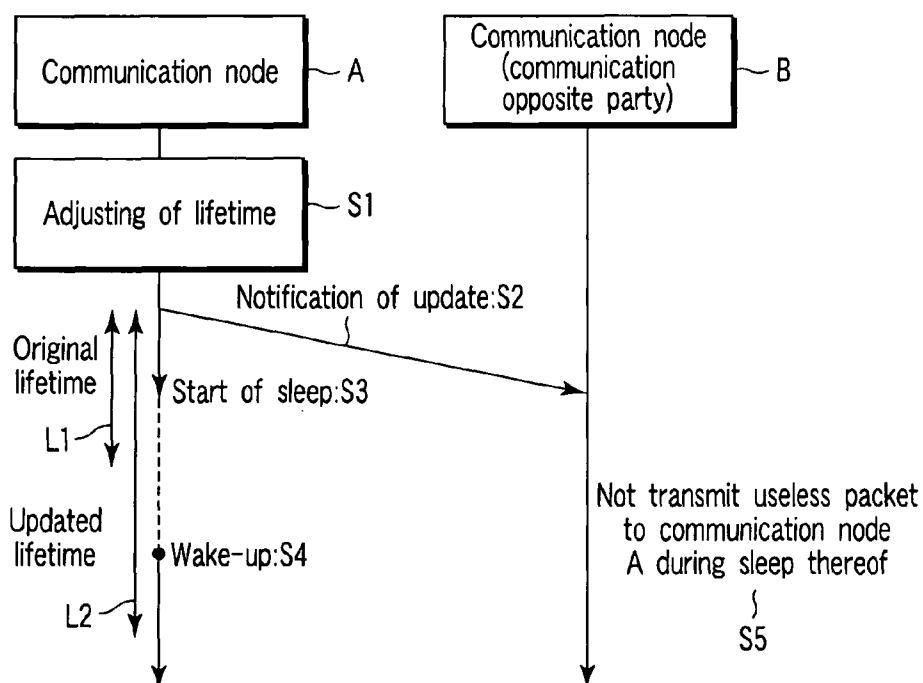 Communication node
A
Communication node
(communication
opposite party)
B
Adjusting of lifetime
S1
Notification of update:S2
Original
lifetime
L1
Start of sleep:S3
Updated
lifetime
L2
Wake-up:S4
Not transmit useless packet
to communication node
A during sleep thereof
S5